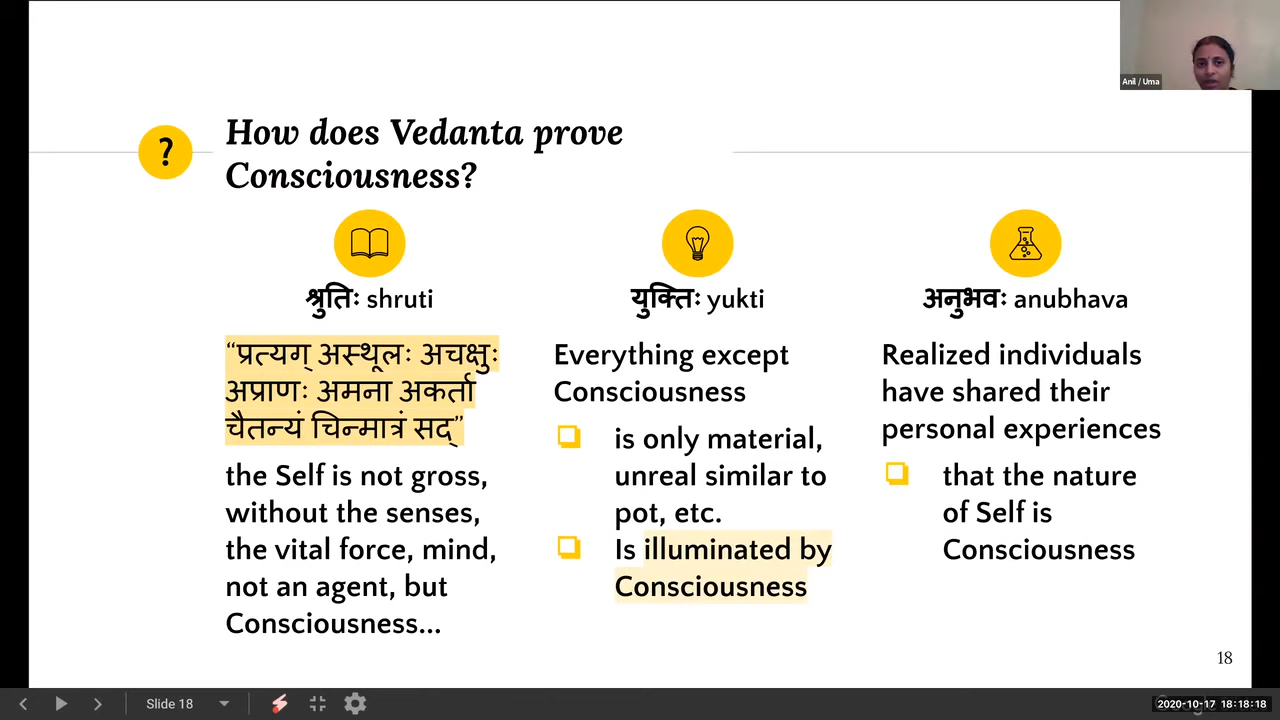 Anil / Uma
?
How does Vedanta prove
Consciousness?
श्रुतिः shruti
“प्रत्यग् अस्थूलः अचक्षुः
अप्राणः अमना अकर्ता
चैतन्यं चिन्मात्रं सद्”
the Self is not gross,
without the senses,
the vital force, mind,
not an agent, but
Consciousness...
युक्तिः yukti
Everything except
Consciousness
is only material,
unreal similar to
pot, etc.
Is illuminated by
Consciousness
अनुभवः anubhava
Realized individuals
have shared their
personal experiences
that the nature
of Self is
Consciousness
18
Slide 18
2020-10-17 18:18:18